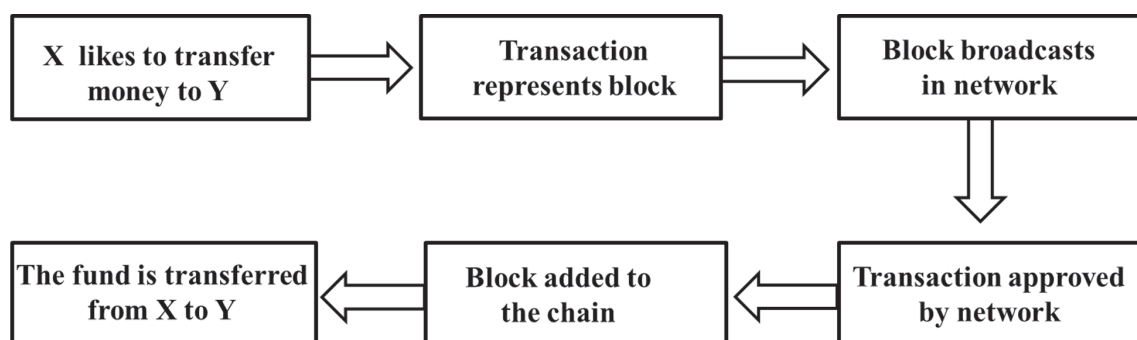 X likes to transfer
money to Y
Transaction
represents block
Block broadcasts
in network
Transaction approved
by network
Block added to
the chain
The fund is transferred
from X to Y